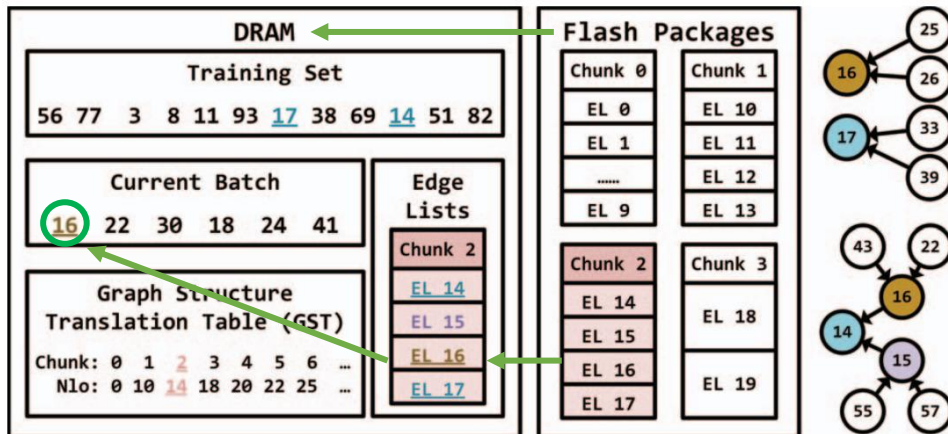 DRAM
Training Set
56 77 3 8 11 93 17 38 69 14 51 82
Current Batch
16 22 30 18 24 41
Graph Structure
Translation Table (GST)
Chunk: 0 1 2 3 4 5 6 …
Nlo: 0 10 14 18 20 22 25 …
Edge
Lists
Chunk 2
EL 14
EL 15
EL 16
EL 17
Flash Packages
Chunk 0
EL 0
EL 1
……
EL 9
Chunk 1
EL 10
EL 11
EL 12
EL 13
Chunk 2
EL 14
EL 15
EL 16
EL 17
Chunk 3
EL 18
EL 19
25
16
26
33
17
39
43
22
16
14
15
55
57